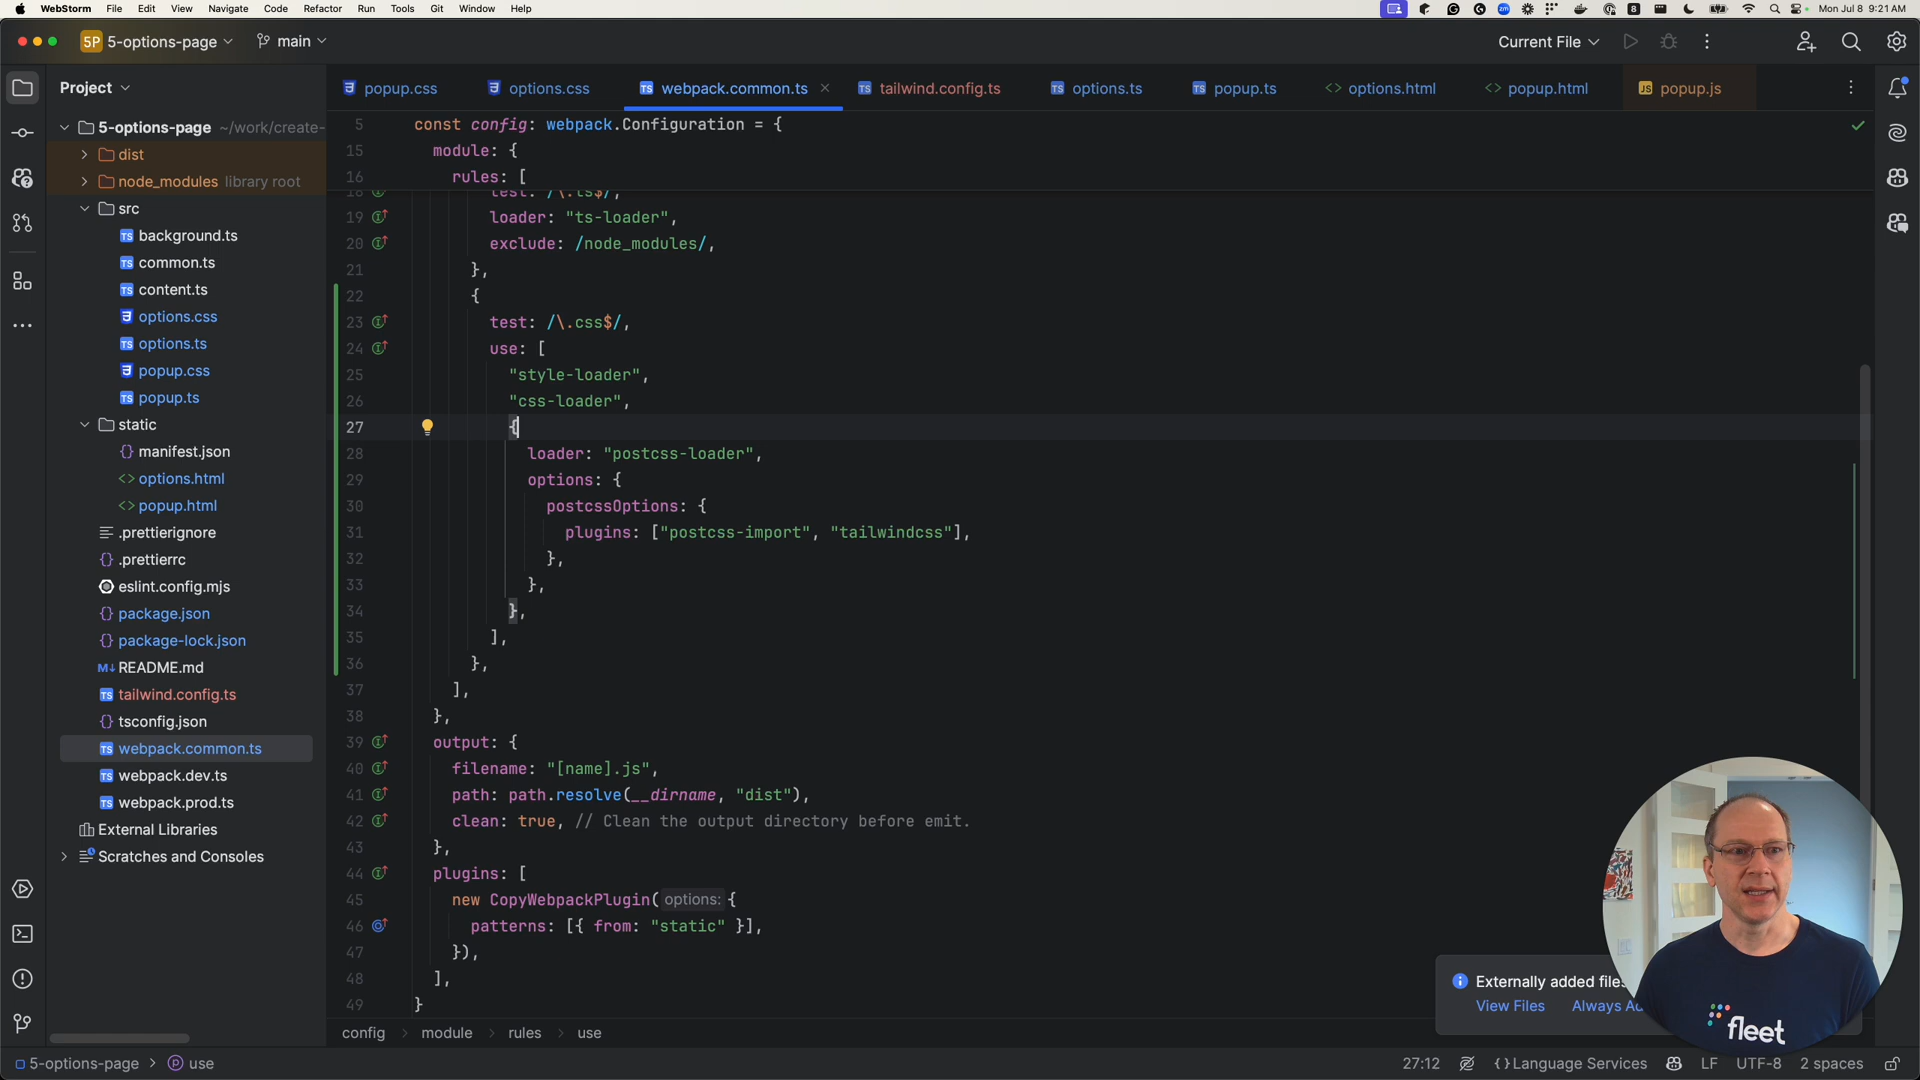 WebStorm File Edit View Navigate Code Refactor Run Tools Git Window Help
Mon Jul 8 9:21 AM
5P 5-options-page main
Current File
Project
popup.css options.css webpack.common.ts tailwind.config.ts options.ts popup.ts options.html popup.html popup.js
5-options-page ~/work/create-
dist
node_modules library root
src
background.ts
common.ts
content.ts
options.css
options.ts
popup.css
popup.ts
static
manifest.json
options.html
popup.html
.prettierignore
.prettierrc
eslint.config.mjs
package.json
package-lock.json
README.md
tailwind.config.ts
tsconfig.json
webpack.common.ts
webpack.dev.ts
webpack.prod.ts
External Libraries
Scratches and Consoles
5 const config: webpack.Configuration = {
15 module: {
16 rules: [
18 test: /\.ts$/,
19 loader: "ts-loader",
20 exclude: /node_modules/,
21 },
22 {
23 test: /\.css$/,
24 use: [
25 "style-loader",
26 "css-loader",
27 {
28 loader: "postcss-loader",
29 options: {
30 postcssOptions: {
31 plugins: ["postcss-import", "tailwindcss"],
32 },
33 },
34 },
35 ],
36 },
37 ],
38 },
39 output: {
40 filename: "[name].js",
41 path: path.resolve(__dirname, "dist"),
42 clean: true, // Clean the output directory before emit.
43 },
44 plugins: [
45 new CopyWebpackPlugin( options: {
46 patterns: [{ from: "static" }],
47 }),
48 ],
49 }
Externally added files
View Files Always Ad
fleet
config > module > rules > use
5-options-page > use
27:12 {} Language Services LF UTF-8 2 spaces